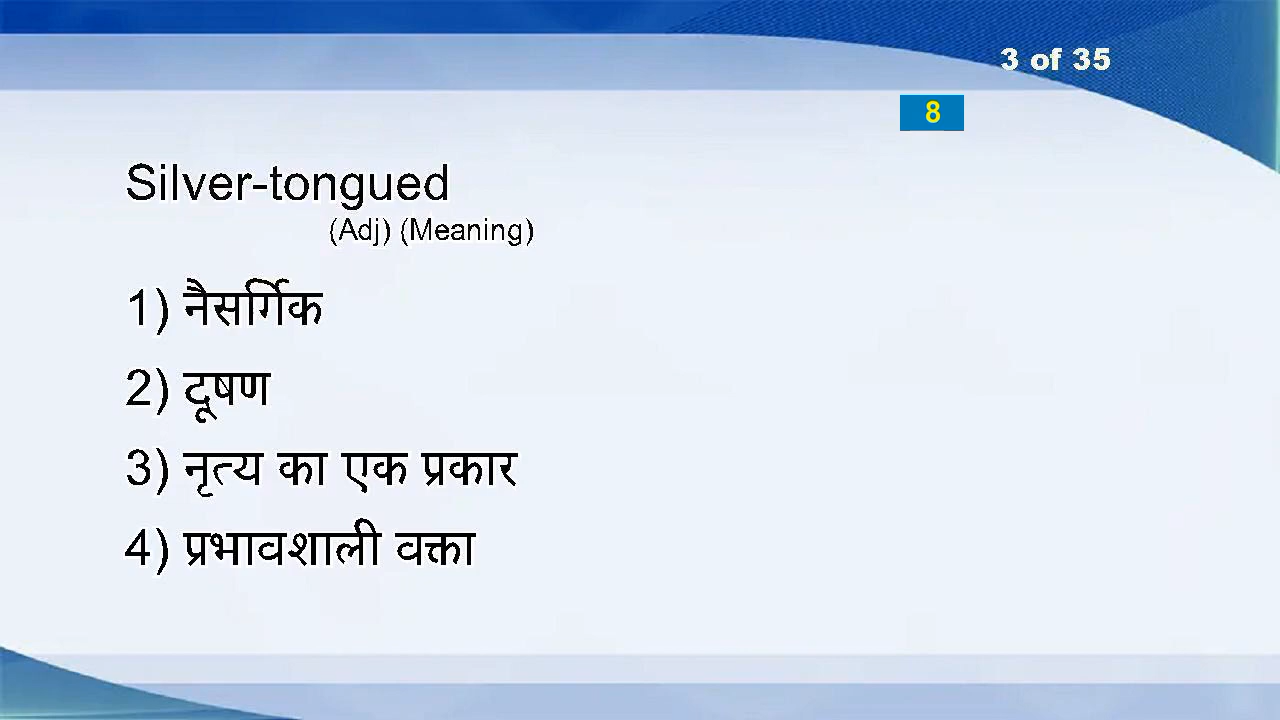 3 of 35
8
Silver-tongued
(Adj) (Meaning)
1) नैसर्गिक
2) दूषण
3) नृत्य का एक प्रकार
4) प्रभावशाली वक्ता